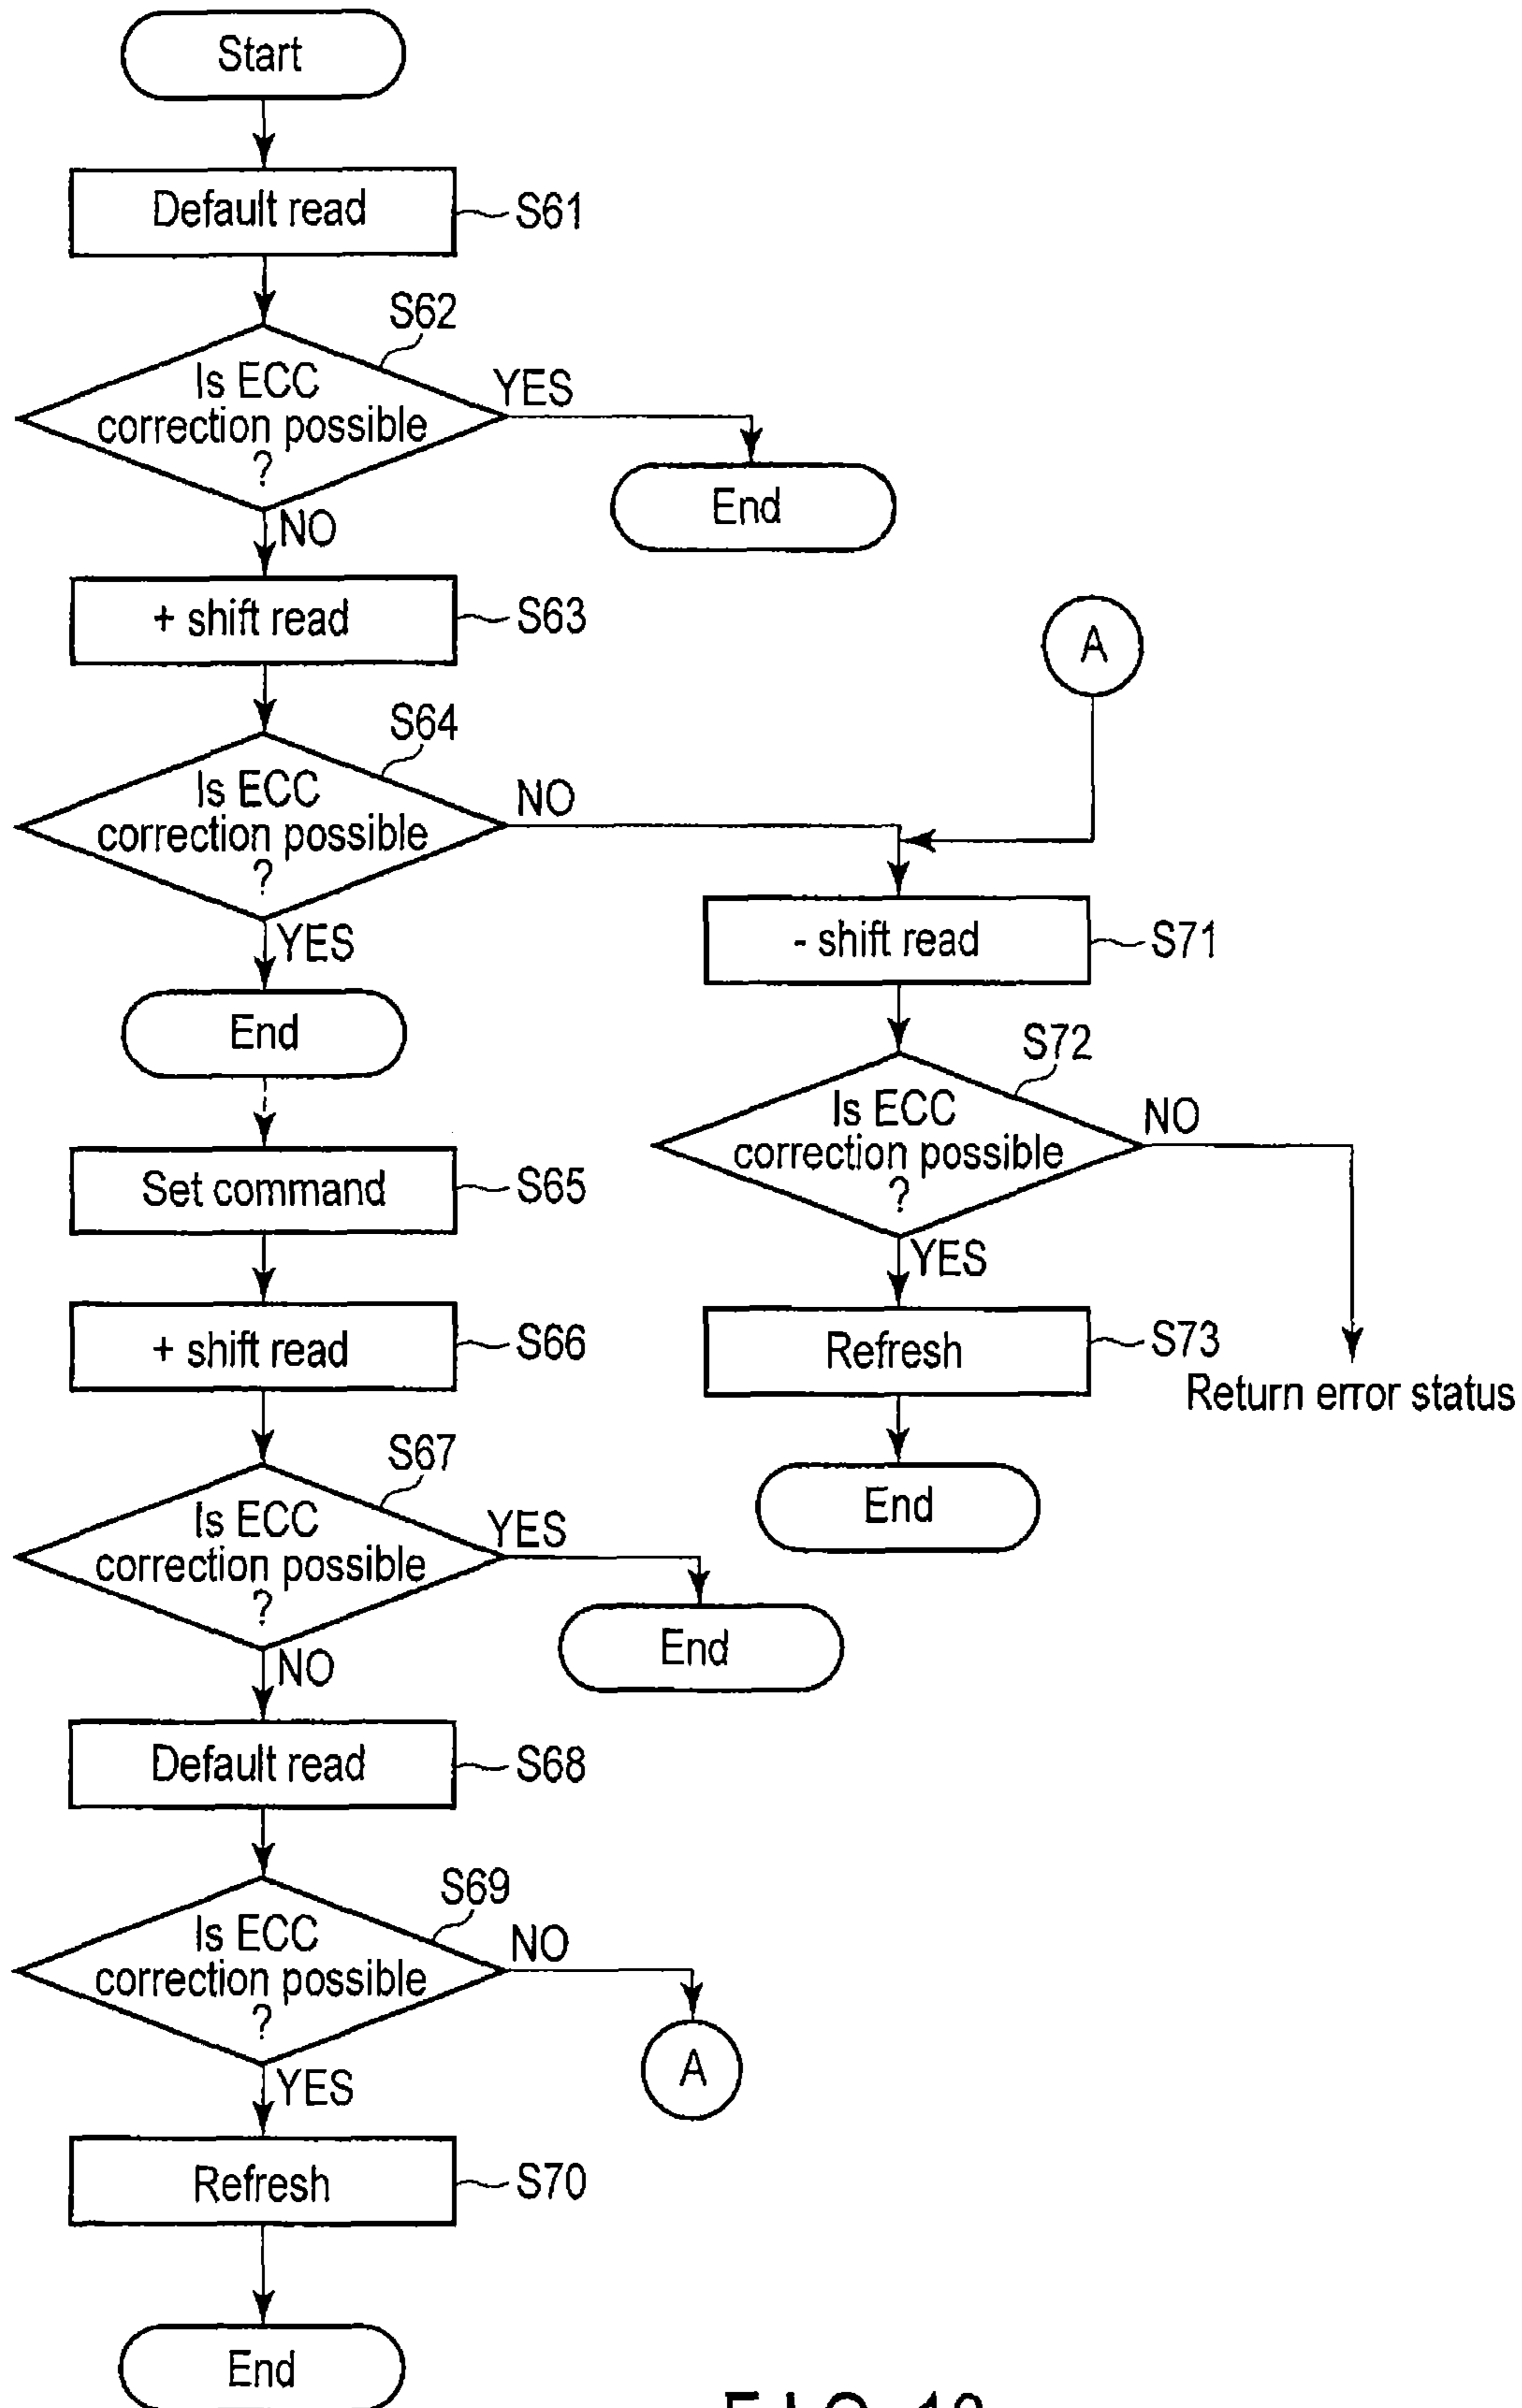 Start
Default read
S61
S62
Is ECC
correction possible
?
YES
End
NO
+ shift read
S63
A
S64
Is ECC
correction possible
?
NO
YES
End
- shift read
S71
S72
Is ECC
correction possible
?
NO
YES
Set command
S65
+ shift read
S66
Refresh
S73
Return error status
End
S67
Is ECC
correction possible
?
YES
End
NO
Default read
S68
S69
Is ECC
correction possible
?
NO
A
YES
Refresh
S70
End